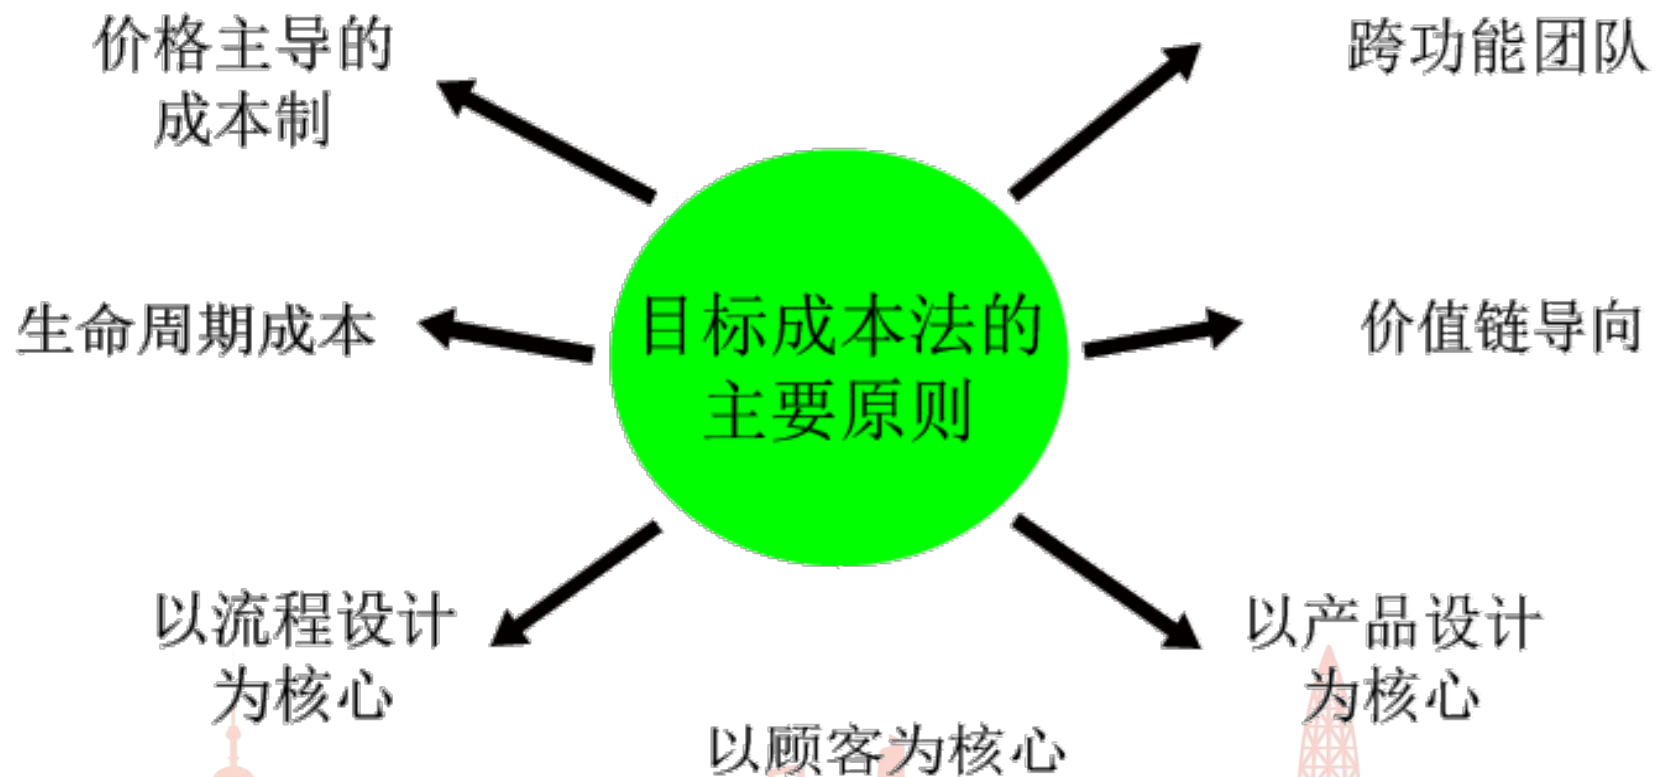 价格主导的
成本制
跨功能团队
生命周期成本
目标成本法的
主要原则
价值链导向
以流程设计
为核心
以产品设计
为核心
以顾客为核心